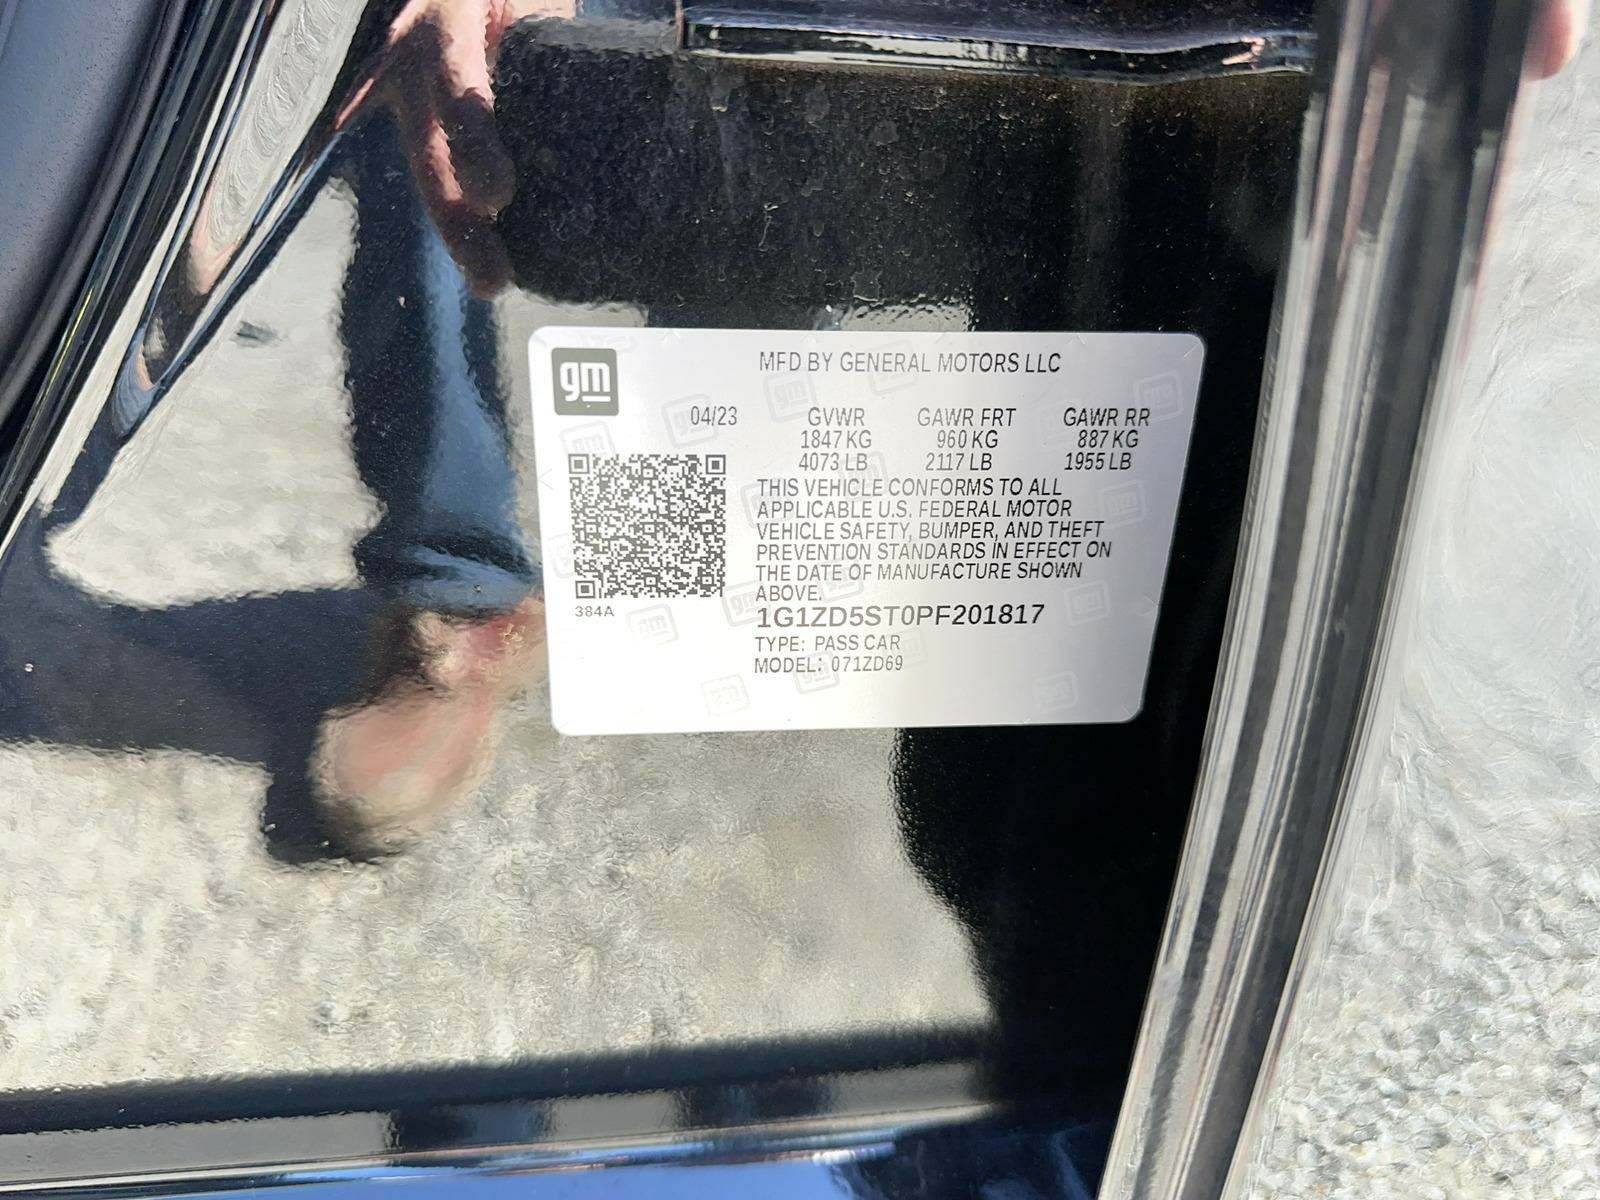 gm
MFD BY GENERAL MOTORS LLC
04/23 GVWR GAWR FRT GAWR RR
1847 KG 960 KG 887 KG
4073 LB 2117 LB 1955 LB
THIS VEHICLE CONFORMS TO ALL
APPLICABLE U.S. FEDERAL MOTOR
VEHICLE SAFETY, BUMPER, AND THEFT
PREVENTION STANDARDS IN EFFECT ON
THE DATE OF MANUFACTURE SHOWN
ABOVE.
384A
1G1ZD5ST0PF201817
TYPE: PASS CAR
MODEL: 071ZD69